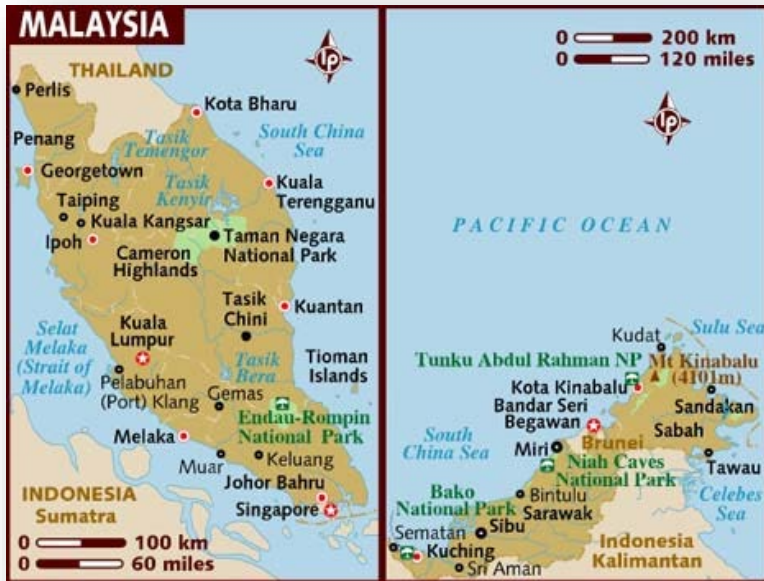 MALAYSIA
lp
THAILAND
Perlis
Kota Bharu
Penang
Tasik
Temengor
South China
Sea
Georgetown
Tasik
Kenyir
Kuala
Terengganu
Taiping
Kuala Kangsar
Ipoh
Taman Negara
National Park
Cameron
Highlands
Tasik
Chini
Kuantan
Selat
Melaka
(Strait of
Melaka)
Kuala
Lumpur
Tasik
Bera
Tioman
Islands
Pelabuhan
(Port) Klang
Gemas
Endau-Rompin
National Park
Melaka
Muar
Keluang
Johor Bahru
Singapore
INDONESIA
Sumatra
0 100 km
0 60 miles
0 200 km
0 120 miles
lp
PACIFIC OCEAN
Kudat
Sulu Sea
Tunku Abdul Rahman NP
Mt Kinabalu
(4101m)
Kota Kinabalu
Bandar Seri
Begawan
Sandakan
Sabah
South
China Sea
Brunei
Miri
Tawau
Niah Caves
National Park
Celebes
Sea
Bako
National Park
Bintulu
Sarawak
Sematan
Sibu
Indonesia
Kalimantan
Kuching
Sri Aman